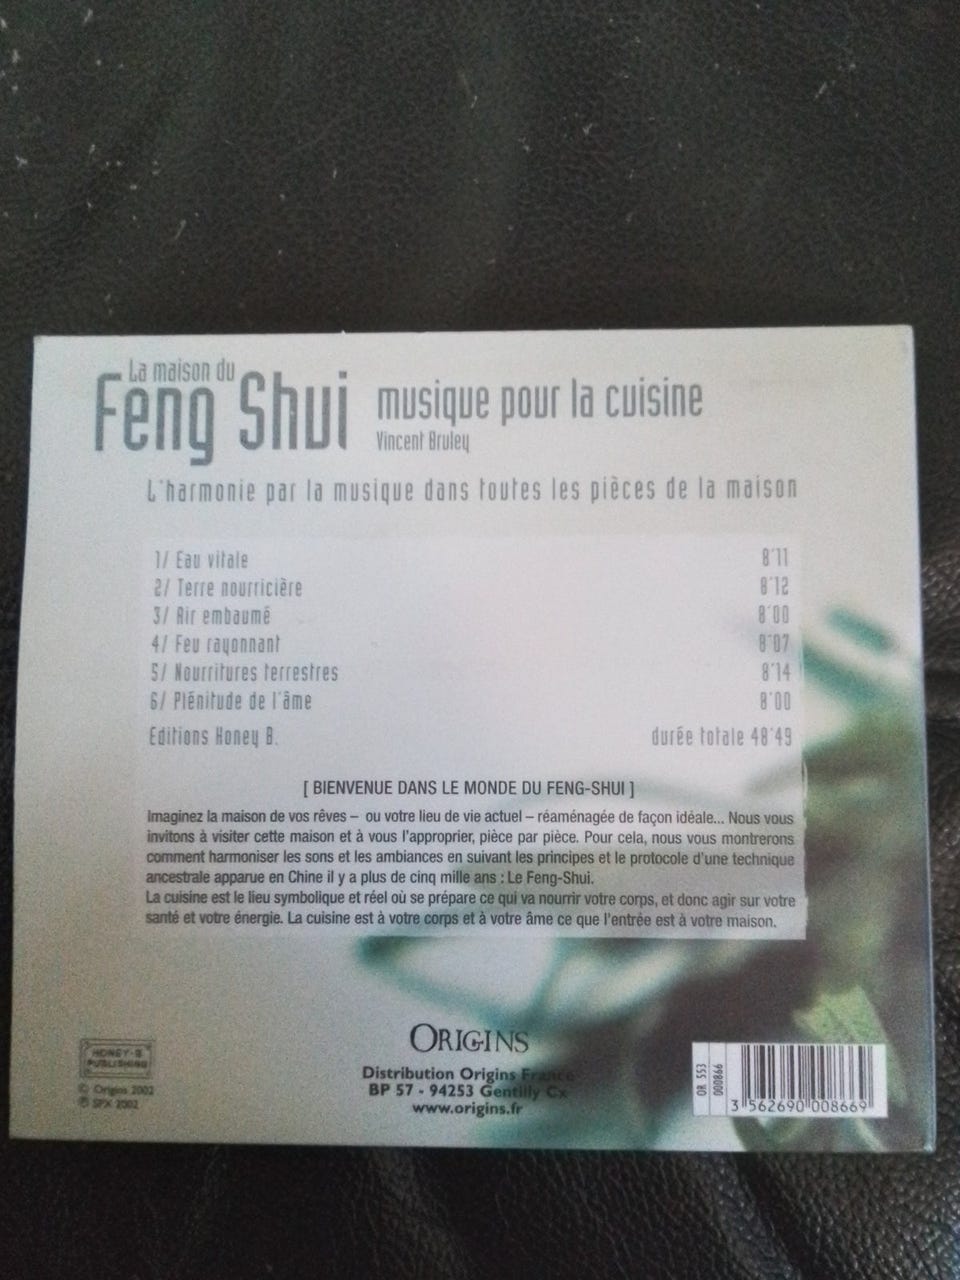 La maison du
Feng Shui
musique pour la cuisine
Vincent Bruley
L'harmonie par la musique dans toutes les pièces de la maison
1/ Eau vitale 8'11
2/ Terre nourricière 8'12
3/ Air embaumé 8'00
4/ Feu rayonnant 8'07
5/ Nourritures terrestres 8'14
6/ Plénitude de l'âme 8'00
Editions Honey B. durée totale 48'49
[ BIENVENUE DANS LE MONDE DU FENG-SHUI ]
Imaginez la maison de vos rêves – ou votre lieu de vie actuel – réaménagée de façon idéale... Nous vous
invitons à visiter cette maison et à vous l'approprier, pièce par pièce. Pour cela, nous vous montrerons
comment harmoniser les sons et les ambiances en suivant les principes et le protocole d'une technique
ancestrale apparue en Chine il y a plus de cinq mille ans : Le Feng-Shui.
La cuisine est le lieu symbolique et réel où se prépare ce qui va nourrir votre corps, et donc agir sur votre
santé et votre énergie. La cuisine est à votre corps et à votre âme ce que l'entrée est à votre maison.
HONEY-B
PUBLISHING
© Origins 2002
℗ SPX 2002
ORIGINS
Distribution Origins France
BP 57 - 94253 Gentilly Cx
www.origins.fr
OR 553
000866
3 562690 008669